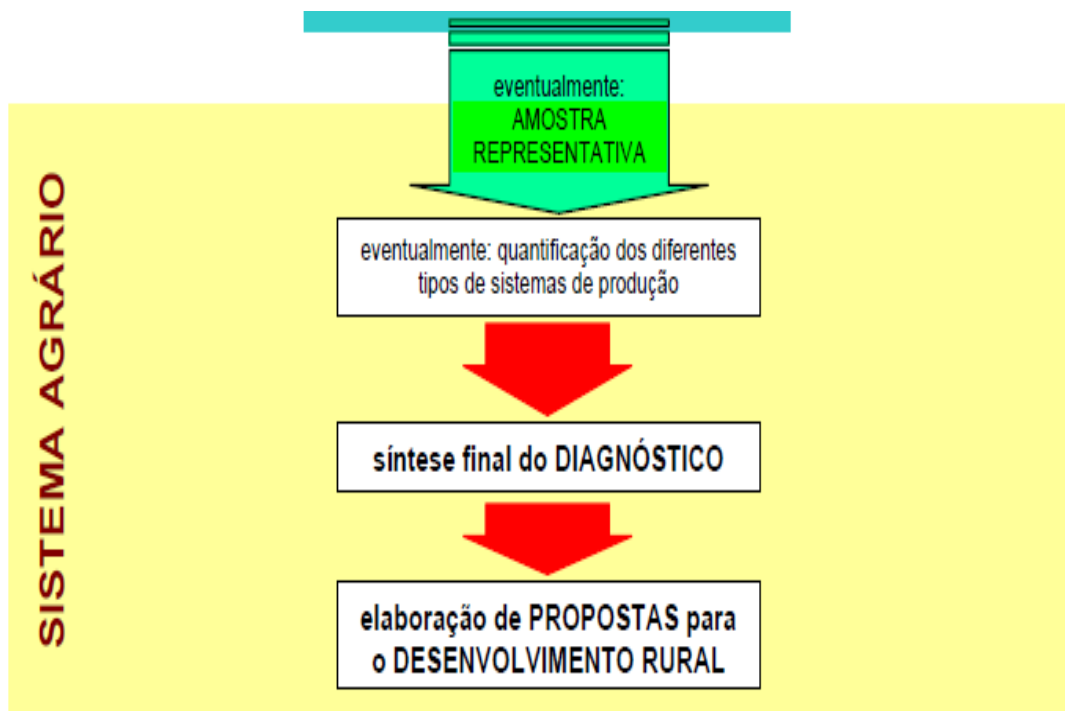 eventualmente:
AMOSTRA
REPRESENTATIVA
SISTEMA AGRÁRIO
eventualmente: quantificação dos diferentes
tipos de sistemas de produção
síntese final do DIAGNÓSTICO
elaboração de PROPOSTAS para
o DESENVOLVIMENTO RURAL